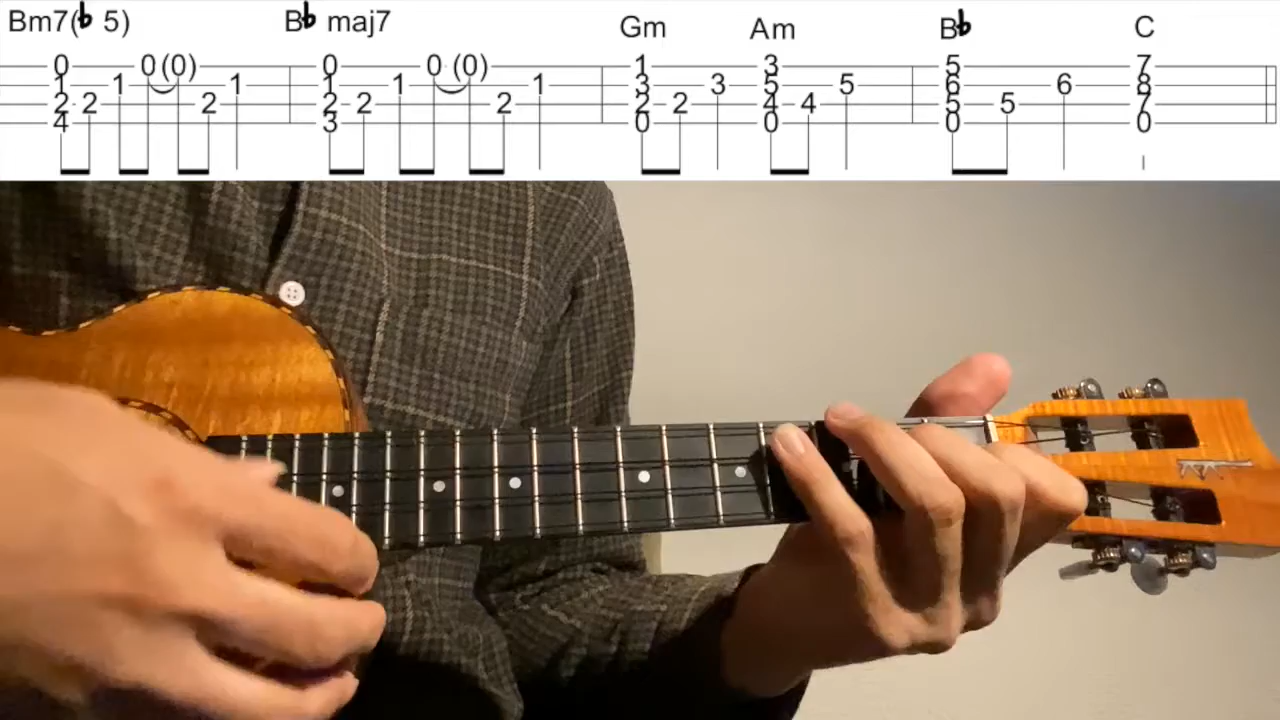 Bm7(♭ 5) B♭ maj7 Gm Am B♭ C
0 0 (0) 0 0 (0) 1 3 5 7
1 1 1 1 1 1 3 3 5 5 6 6 8
2 2 2 2 2 2 2 2 4 4 5 5 7
4 3 0 0 0 0